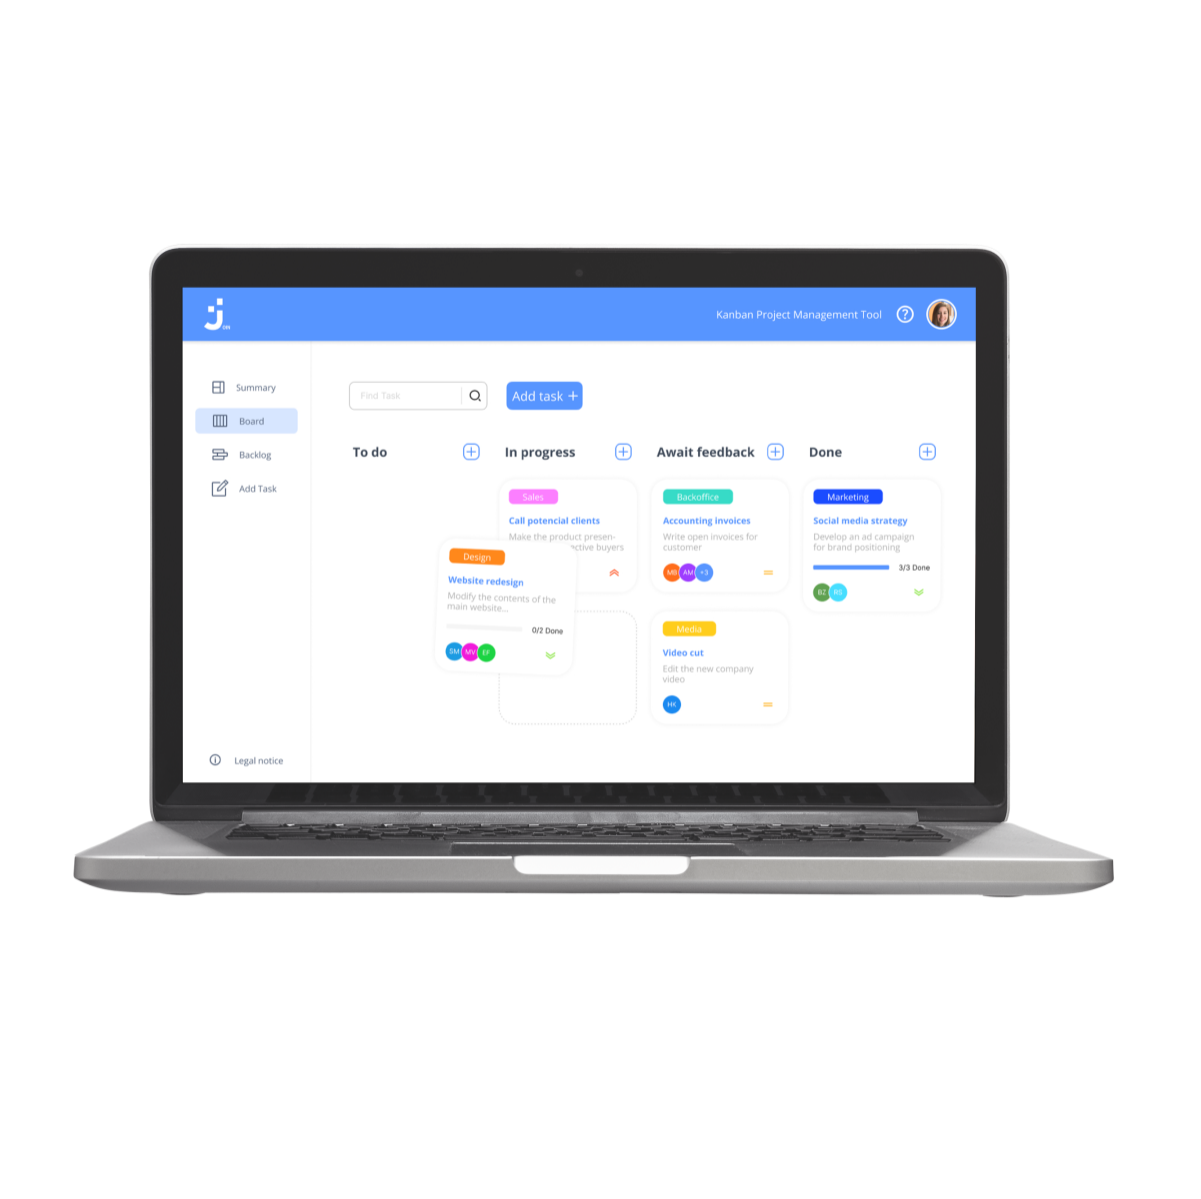 Kanban Project Management Tool
Summary
Board
Backlog
Add Task
Legal notice
Find Task
Add task +
To do
In progress
Await feedback
Done
Design
Website redesign
Modify the contents of the
main website...
0/2 Done
SM MV EF
Sales
Call potencial clients
Make the product presen-
ective buyers
Backoffice
Accounting invoices
Write open invoices for
customer
MB AM +3
Media
Video cut
Edit the new company
video
HK
Marketing
Social media strategy
Develop an ad campaign
for brand positioning
3/3 Done
BZ RS